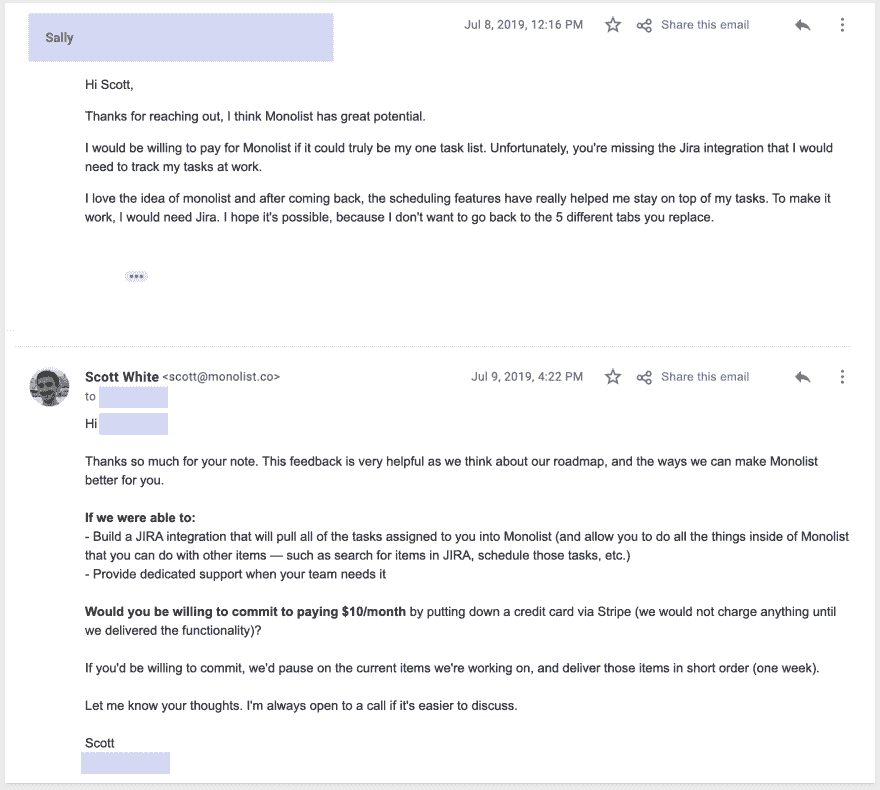 Sally
Jul 8, 2019, 12:16 PM Share this email
Hi Scott,
Thanks for reaching out, I think Monolist has great potential.
I would be willing to pay for Monolist if it could truly be my one task list. Unfortunately, you're missing the Jira integration that I would
need to track my tasks at work.
I love the idea of monolist and after coming back, the scheduling features have really helped me stay on top of my tasks. To make it
work, I would need Jira. I hope it's possible, because I don't want to go back to the 5 different tabs you replace.
Scott White <scott@monolist.co> Jul 9, 2019, 4:22 PM Share this email
to
Hi
Thanks so much for your note. This feedback is very helpful as we think about our roadmap, and the ways we can make Monolist
better for you.
If we were able to:
- Build a JIRA integration that will pull all of the tasks assigned to you into Monolist (and allow you to do all the things inside of Monolist
that you can do with other items — such as search for items in JIRA, schedule those tasks, etc.)
- Provide dedicated support when your team needs it
Would you be willing to commit to paying $10/month by putting down a credit card via Stripe (we would not charge anything until
we delivered the functionality)?
If you'd be willing to commit, we'd pause on the current items we're working on, and deliver those items in short order (one week).
Let me know your thoughts. I'm always open to a call if it's easier to discuss.
Scott